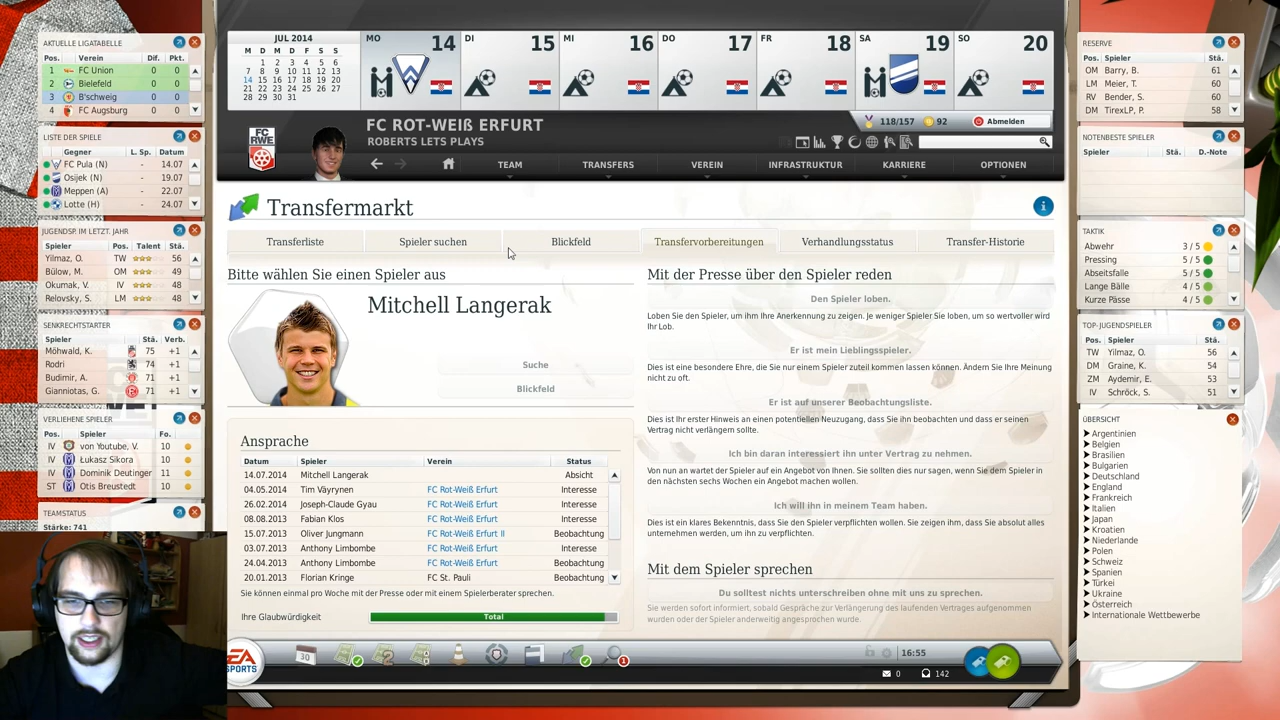 AKTUELLE LIGATABELLE
Pos. Verein Dif. Pkt.
1 FC Union 0 0
2 Bielefeld 0 0
3 B'schweig 0 0
4 FC Augsburg 0 0
LISTE DER SPIELE
Gegner L. Sp. Datum
FC Pula (N) - 14.07
Osijek (N) - 19.07
Meppen (A) - 22.07
Lotte (H) - 24.07
JUGENDSP. IM LETZT. JAHR
Spieler Pos. Talent Stä.
Yilmaz, O. TW 56
Bülow, M. OM 49
Okumak, V. IV 48
Relovsky, S. LM 48
SENKRECHTSTARTER
Spieler Stä. Verb.
Möhwald, K. 75 +1
Rodri 74 +1
Budimir, A. 71 +1
Gianniotas, G. 71 +1
VERLIEHENE SPIELER
Pos. Spieler Fo.
IV von Youtube, V. 10
IV Łukasz Sikora 10
IV Dominik Deutinger 11
ST Otis Breustedt 10
TEAMSTATUS
Stärke: 741
JUL 2014
M D M D F S S
1 2 3 4 5 6
7 8 9 10 11 12 13
14 15 16 17 18 19 20
21 22 23 24 25 26 27
28 29 30 31
MO 14
DI 15
MI 16
DO 17
FR 18
SA 19
SO 20
FC RWE
FC ROT-WEIß ERFURT
ROBERTS LETS PLAYS
118/157 92 Abmelden
TEAM TRANSFERS VEREIN INFRASTRUKTUR KARRIERE OPTIONEN
Transfermarkt
Transferliste Spieler suchen Blickfeld Transfervorbereitungen Verhandlungsstatus Transfer-Historie
Bitte wählen Sie einen Spieler aus
Mitchell Langerak
Suche
Blickfeld
Ansprache
Datum Spieler Verein Status
14.07.2014 Mitchell Langerak Absicht
04.05.2014 Tim Väyrynen FC Rot-Weiß Erfurt Interesse
26.02.2014 Joseph-Claude Gyau FC Rot-Weiß Erfurt Interesse
08.08.2013 Fabian Klos FC Rot-Weiß Erfurt Interesse
15.07.2013 Oliver Jungmann FC Rot-Weiß Erfurt II Beobachtung
03.07.2013 Anthony Limbombe FC Rot-Weiß Erfurt Interesse
24.04.2013 Anthony Limbombe FC Rot-Weiß Erfurt Beobachtung
20.01.2013 Florian Kringe FC St. Pauli Beobachtung
Sie können einmal pro Woche mit der Presse oder mit einem Spielerberater sprechen.
Ihre Glaubwürdigkeit Total
Mit der Presse über den Spieler reden
Den Spieler loben.
Loben Sie den Spieler, um ihm Ihre Anerkennung zu zeigen. Je weniger Spieler Sie loben, um so wertvoller wird
Ihr Lob.
Er ist mein Lieblingsspieler.
Dies ist eine besondere Ehre, die Sie nur einem Spieler zuteil kommen lassen können. Ändern Sie Ihre Meinung
nicht zu oft.
Er ist auf unserer Beobachtungsliste.
Dies ist Ihr erster Hinweis an einen potentiellen Neuzugang, dass Sie ihn beobachten und dass er seinen
Vertrag nicht verlängern sollte.
Ich bin daran interessiert ihn unter Vertrag zu nehmen.
Von nun an wartet der Spieler auf ein Angebot von Ihnen. Sie sollten dies nur sagen, wenn Sie dem Spieler in
den nächsten sechs Wochen ein Angebot machen wollen.
Ich will ihn in meinem Team haben.
Dies ist ein klares Bekenntnis, dass Sie den Spieler verpflichten wollen. Sie zeigen ihm, dass Sie absolut alles
unternehmen werden, um ihn zu verpflichten.
Mit dem Spieler sprechen
Du solltest nichts unterschreiben ohne mit uns zu sprechen.
Sie werden sofort informiert, sobald Gespräche zur Verlängerung des laufenden Vertrages aufgenommen
wurden oder der Spieler anderweitig angesprochen wurde.
EA SPORTS
30
1
16:55
0 142
RESERVE
Pos. Spieler Stä.
OM Barry, B. 61
LM Meier, T. 60
RV Bender, S. 60
DM TirexLP, P. 58
NOTENBESTE SPIELER
Spieler Stä. D.-Note
TAKTIK
Abwehr 3 / 5
Pressing 5 / 5
Abseitsfalle 5 / 5
Lange Bälle 4 / 5
Kurze Pässe 4 / 5
TOP-JUGENDSPIELER
Pos. Spieler Stä.
TW Yilmaz, O. 56
DM Graine, K. 54
ZM Aydemir, E. 53
IV Schröck, S. 51
ÜBERSICHT
Argentinien
Belgien
Brasilien
Bulgarien
Deutschland
England
Frankreich
Italien
Japan
Kroatien
Niederlande
Polen
Schweiz
Spanien
Türkei
Ukraine
Österreich
Internationale Wettbewerbe